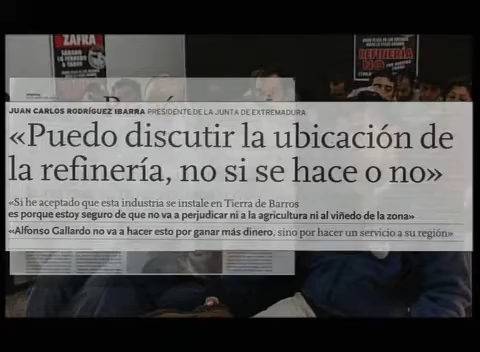 ZAFRA
REFINERÍA
NO
JUAN CARLOS RODRÍGUEZ IBARRA PRESIDENTE DE LA JUNTA DE EXTREMADURA
«Puedo discutir la ubicación de
la refinería, no si se hace o no»
«Si he aceptado que esta industria se instale en Tierra de Barros
es porque estoy seguro de que no va a perjudicar ni a la agricultura ni al viñedo de la zona»
«Alfonso Gallardo no va a hacer esto por ganar más dinero, sino por hacer un servicio a su región»